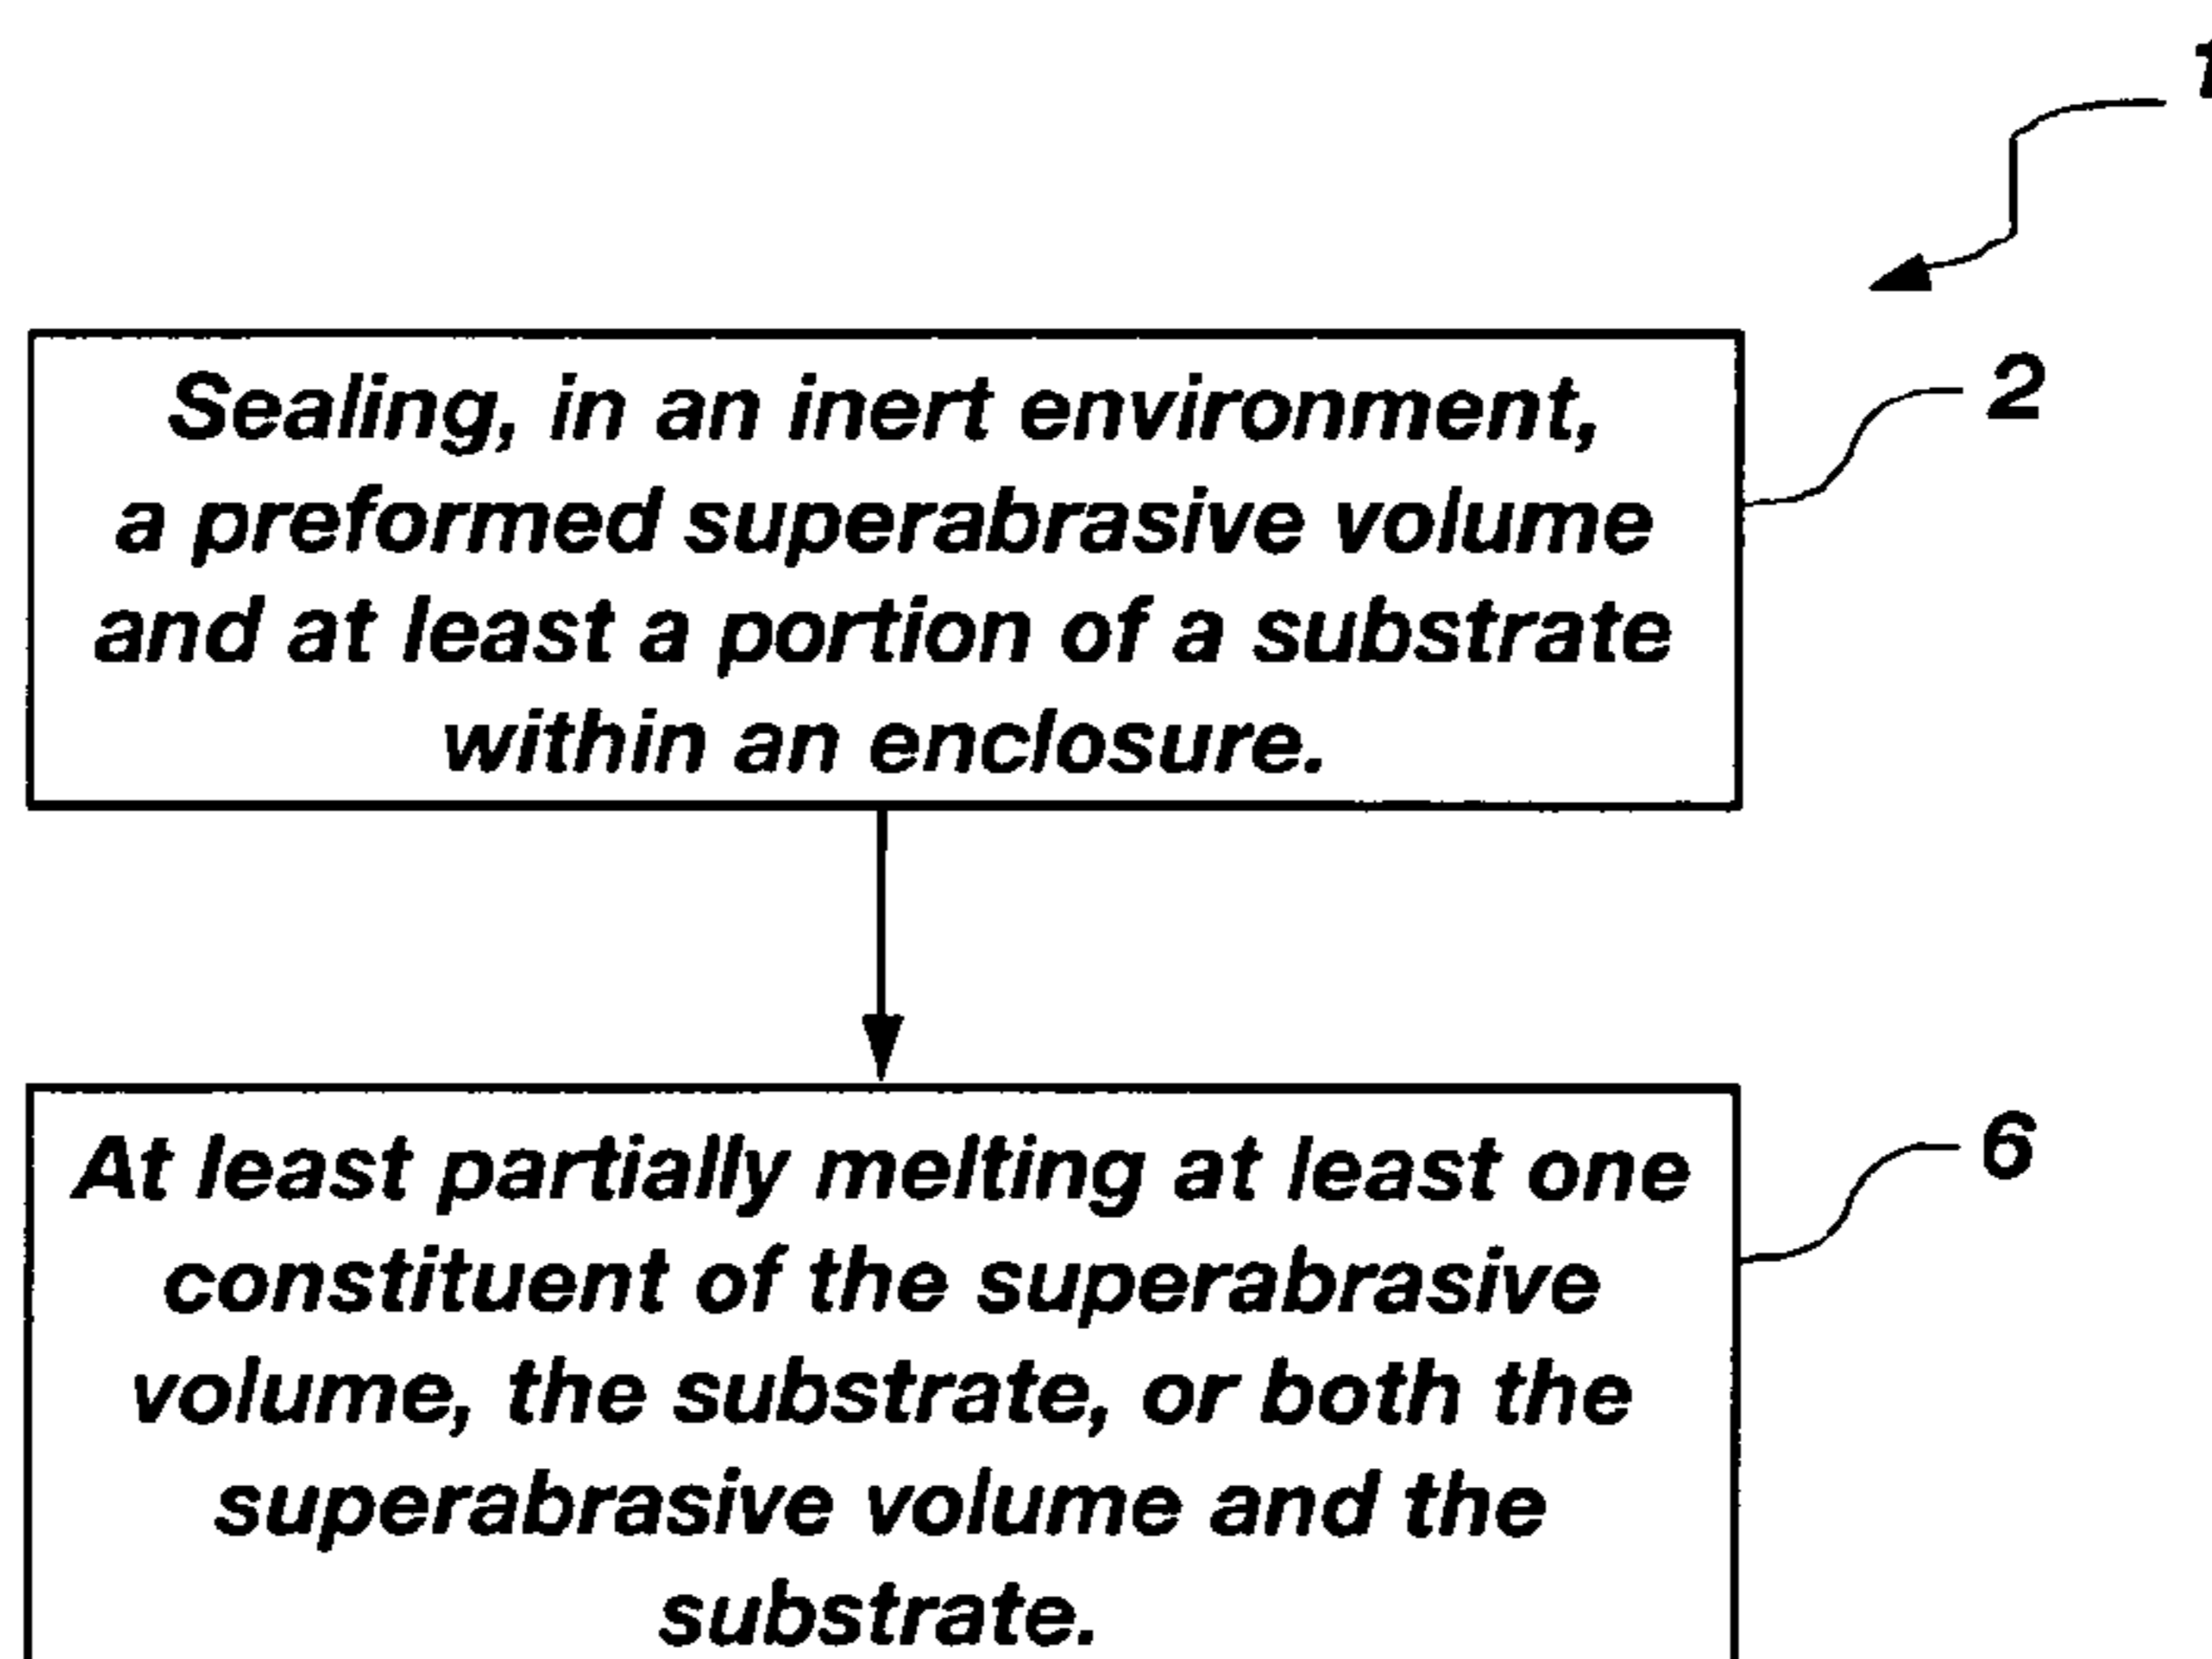 Sealing, in an inert environment,
2
a preformed superabrasive volume
and at least a portion of a substrate
within an enclosure.
At least partially melting at least one
6
constituent of the superabrasive
volume, the substrate, or both the
superabrasive volume and the
substrate.